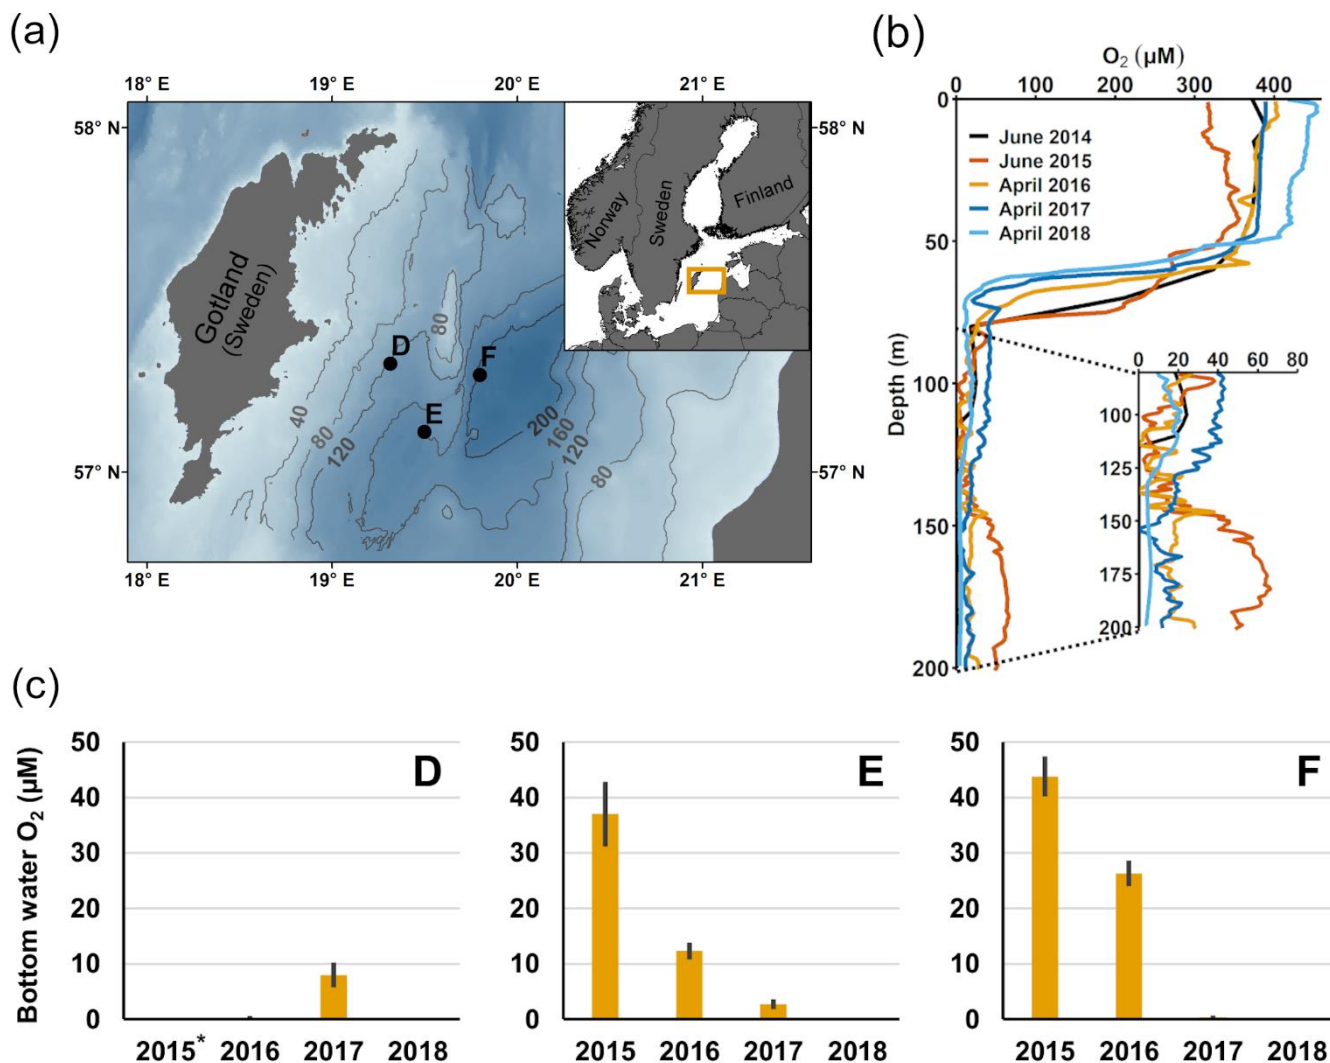 (a)
18° E 19° E 20° E 21° E
58° N 58° N
57° N 57° N
18° E 19° E 20° E 21° E
Gotland
(Sweden)
D
E
F
40
80
120
80
200
160
120
80
Norway
Sweden
Finland
(b)
O₂ (µM)
0 100 200 300 400
0
50
100
150
200
Depth (m)
June 2014
June 2015
April 2016
April 2017
April 2018
0 20 40 60 80
100
125
150
175
200
(c)
Bottom water O₂ (µM)
50
40
30
20
10
0
D
2015* 2016 2017 2018
50
40
30
20
10
0
E
2015 2016 2017 2018
50
40
30
20
10
0
F
2015 2016 2017 2018